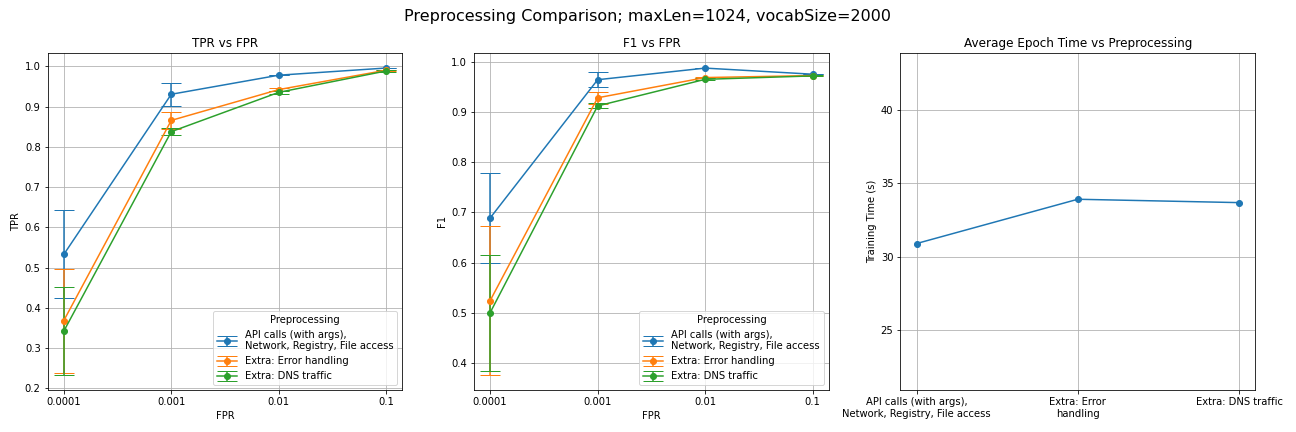 Preprocessing Comparison; maxLen=1024, vocabSize=2000
TPR vs FPR
TPR
1.0
0.9
0.8
0.7
0.6
0.5
0.4
0.3
0.2
0.0001
0.001
0.01
0.1
FPR
Preprocessing
API calls (with args),
Network, Registry, File access
Extra: Error handling
Extra: DNS traffic
F1 vs FPR
F1
1.0
0.9
0.8
0.7
0.6
0.5
0.4
0.0001
0.001
0.01
0.1
FPR
Preprocessing
API calls (with args),
Network, Registry, File access
Extra: Error handling
Extra: DNS traffic
Average Epoch Time vs Preprocessing
Training Time (s)
40
35
30
25
API calls (with args),
Network, Registry, File access
Extra: Error
handling
Extra: DNS traffic